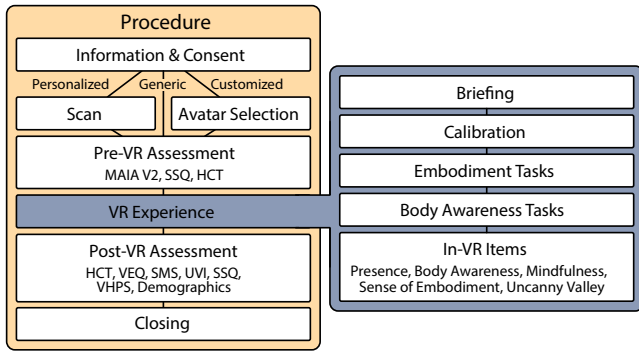 Procedure
Information & Consent
Personalized Generic Customized
Scan
Avatar Selection
Pre-VR Assessment
MAIA V2, SSQ, HCT
VR Experience
Post-VR Assessment
HCT, VEQ, SMS, UVI, SSQ,
VHPS, Demographics
Closing
Briefing
Calibration
Embodiment Tasks
Body Awareness Tasks
In-VR Items
Presence, Body Awareness, Mindfulness,
Sense of Embodiment, Uncanny Valley